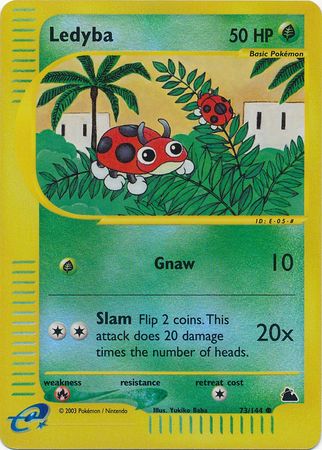 Ledyba 50 HP
Basic Pokémon
ID: E-05-#
Gnaw 10
Slam Flip 2 coins. This
attack does 20 damage
times the number of heads.
20x
weakness resistance retreat cost
e
© 2003 Pokémon / Nintendo Illus. Yukiko Baba 73/144 ●